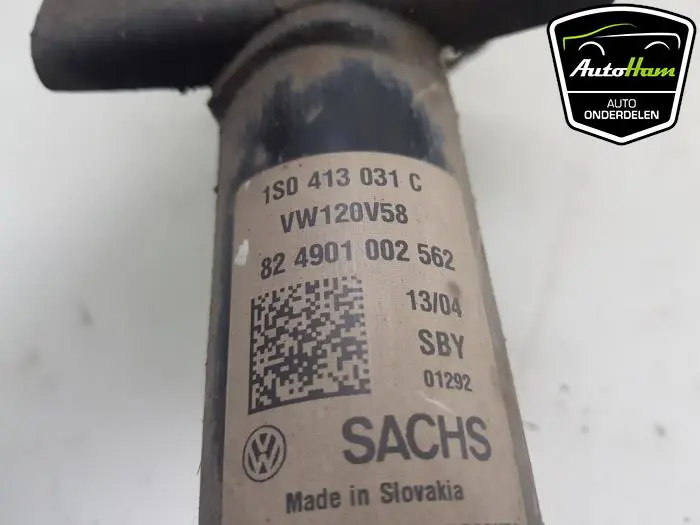 AutoHam
AUTO
ONDERDELEN
1S0 413 031 C
VW120V58
82 4901 002 562
13/04
SBY
01292
SACHS
Made in Slovakia